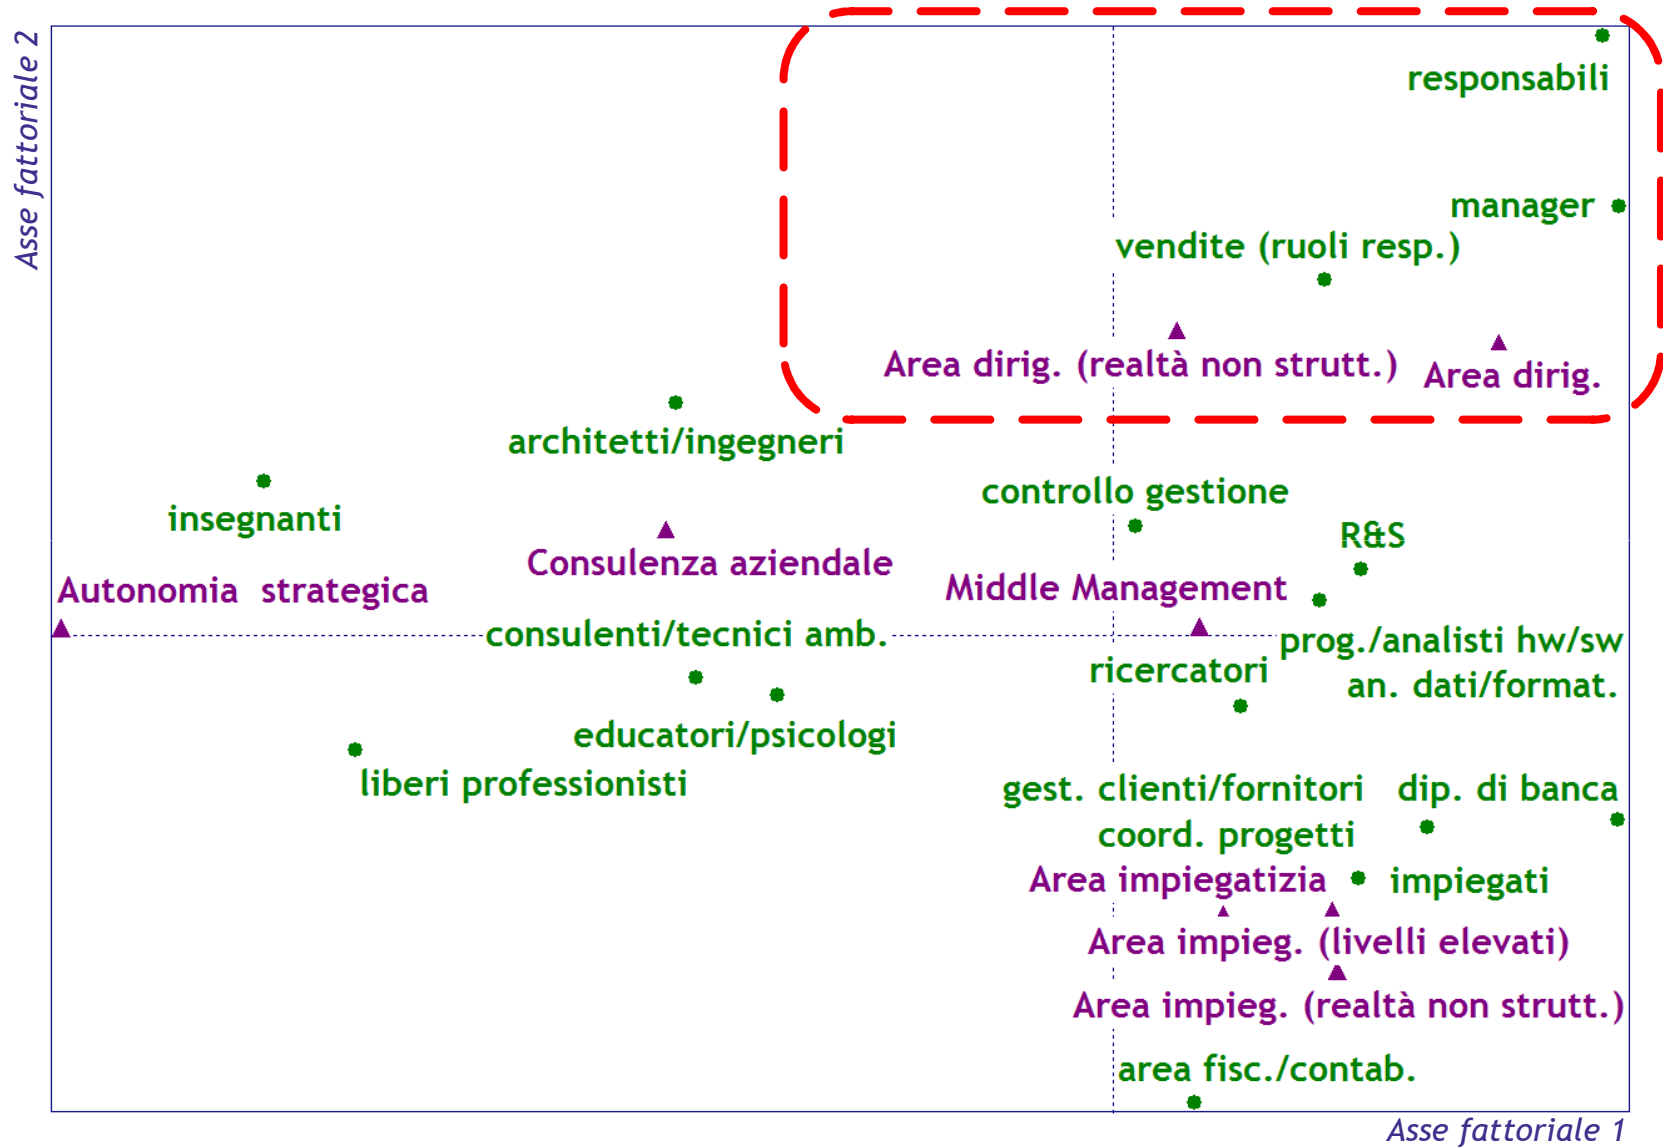 Asse fattoriale 2
responsabili
manager
vendite (ruoli resp.)
Area dirig. (realtà non strutt.)
Area dirig.
architetti/ingegneri
controllo gestione
insegnanti
R&S
Consulenza aziendale
Autonomia strategica
Middle Management
consulenti/tecnici amb.
prog./analisti hw/sw
ricercatori
an. dati/format.
educatori/psicologi
liberi professionisti
gest. clienti/fornitori
dip. di banca
coord. progetti
Area impiegatizia
impiegati
Area impieg. (livelli elevati)
Area impieg. (realtà non strutt.)
area fisc./contab.
Asse fattoriale 1